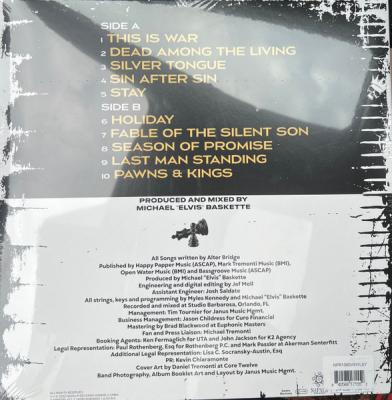 SIDE A
1 THIS IS WAR
2 DEAD AMONG THE LIVING
3 SILVER TONGUE
4 SIN AFTER SIN
5 STAY
SIDE B
6 HOLIDAY
7 FABLE OF THE SILENT SON
8 SEASON OF PROMISE
9 LAST MAN STANDING
10 PAWNS & KINGS
PRODUCED AND MIXED BY
MICHAEL "ELVIS" BASKETTE
All Songs written by Alter Bridge
Published by Happy Papper Music (ASCAP), Mark Tremonti Music (BMI),
Open Water Music (BMI) and Bassgroove Music (ASCAP)
Produced by Michael "Elvis" Baskette
Engineering and digital editing by Jef Moll
Assistant Engineer: Josh Saldate
All strings, keys and programming by Myles Kennedy and Michael "Elvis" Baskette
Recorded and mixed at Studio Barbarosa, Orlando, FL
Management: Tim Tournier for Janus Music Mgmt.
Business Management: Jason Childress for Cure Financial
Mastering by Brad Blackwood at Euphonic Masters
Fan and Press Liaison: Michael Tremonti
Booking Agents: Ken Fermaglich for UTA and John Jackson for K2 Agency
Legal Representation: Paul Rothenberg, Esq for Rothenberg P.C. and Mark Passler at Akerman Senterfitt
Additional Legal Representation: Lisa C. Socransky-Austin, Esq
PR: Kevin Chiaramonte
Cover Art by Daniel Tremonti at Core Twelve
Band Photography, Album Booklet Art and Layout by Janus Music Mgmt.